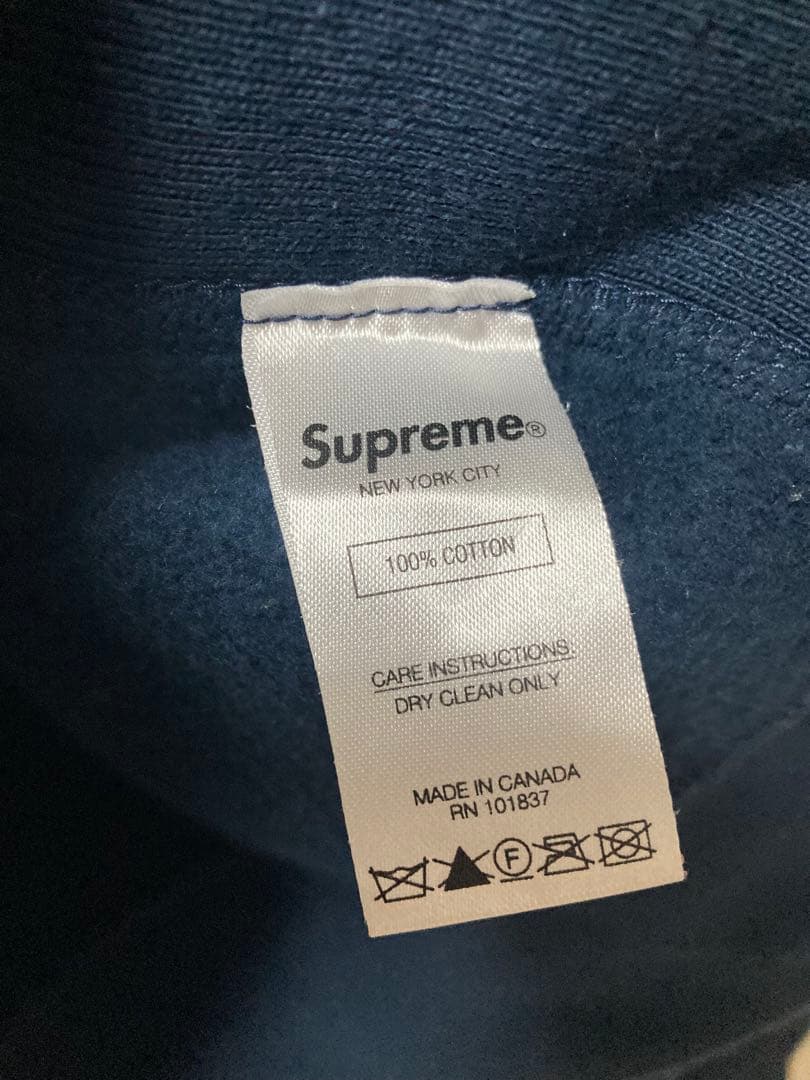 Supreme®
NEW YORK CITY
100% COTTON
CARE INSTRUCTIONS:
DRY CLEAN ONLY
MADE IN CANADA
RN 101837
F